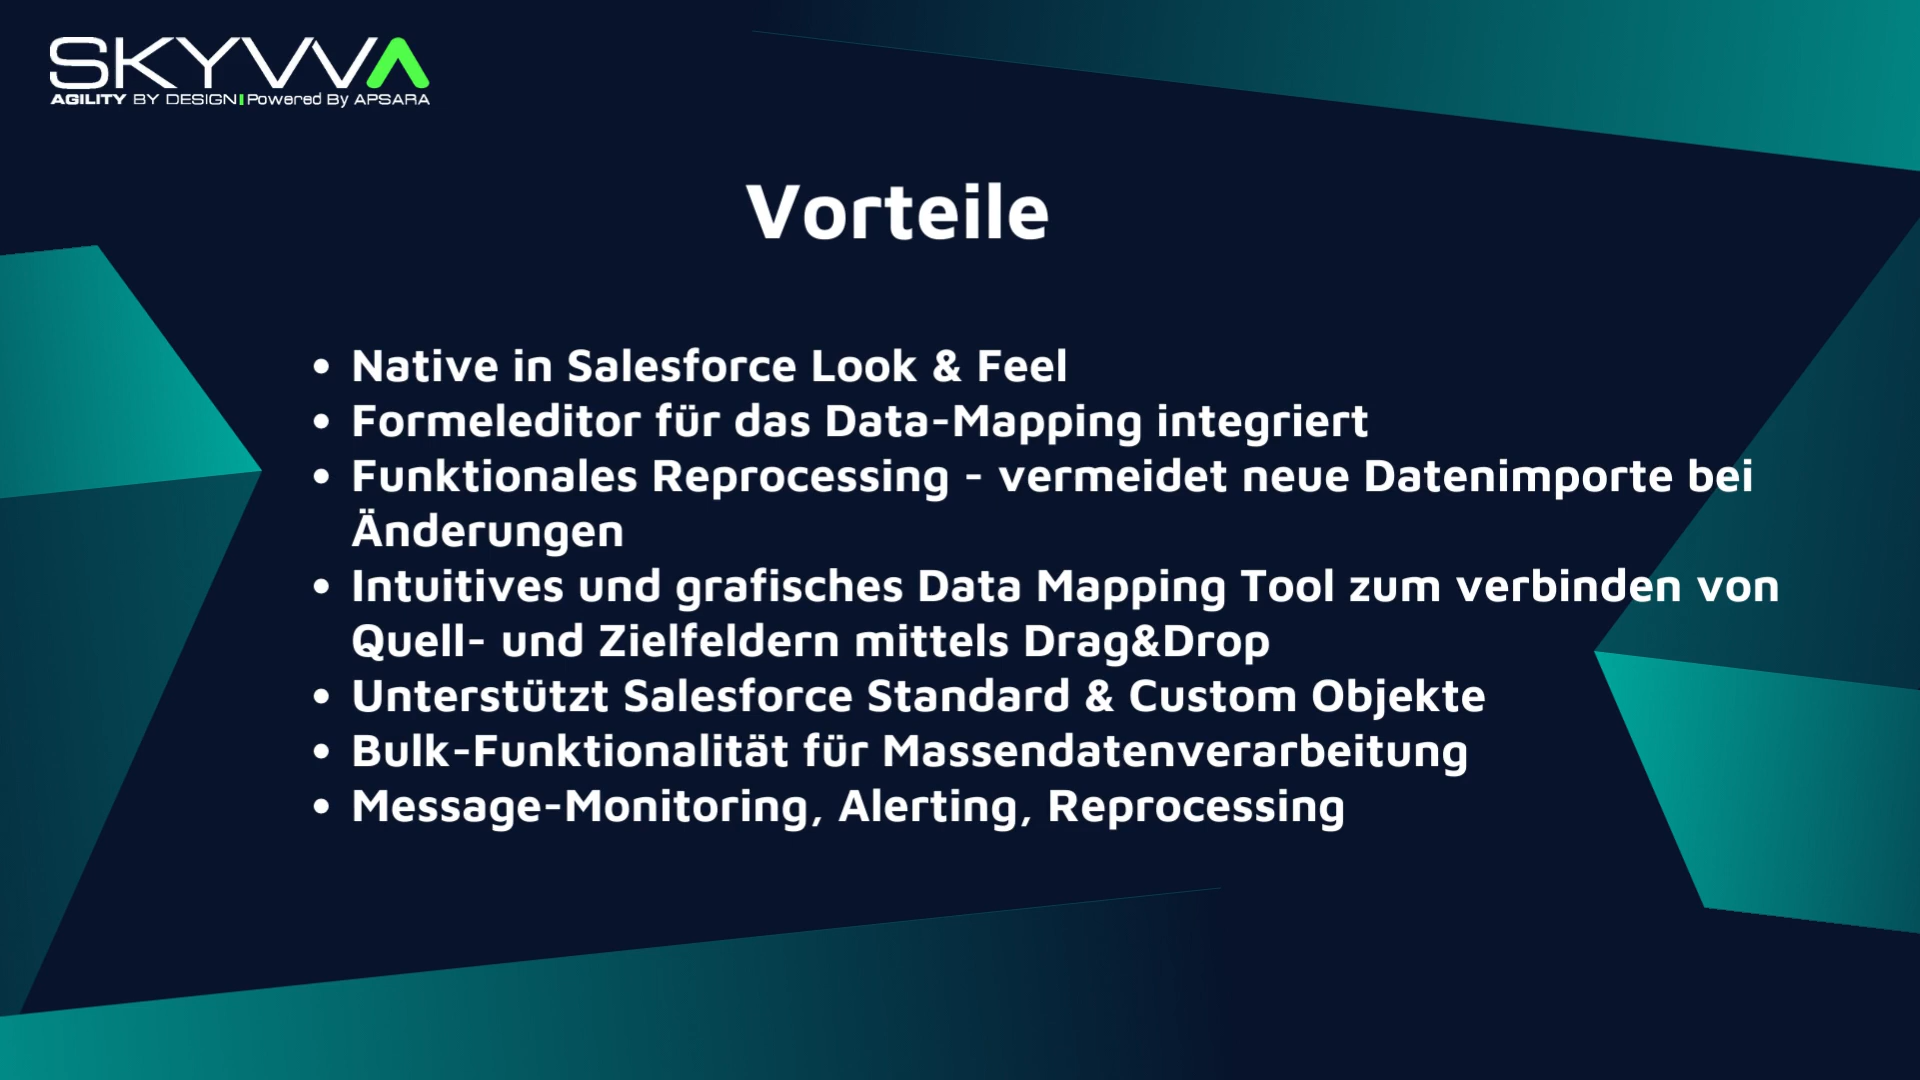 SKYVVA
AGILITY BY DESIGN|Powered By APSARA
Vorteile
• Native in Salesforce Look & Feel
• Formeleditor für das Data-Mapping integriert
• Funktionales Reprocessing - vermeidet neue Datenimporte bei
Änderungen
• Intuitives und grafisches Data Mapping Tool zum verbinden von
Quell- und Zielfeldern mittels Drag&Drop
• Unterstützt Salesforce Standard & Custom Objekte
• Bulk-Funktionalität für Massendatenverarbeitung
• Message-Monitoring, Alerting, Reprocessing